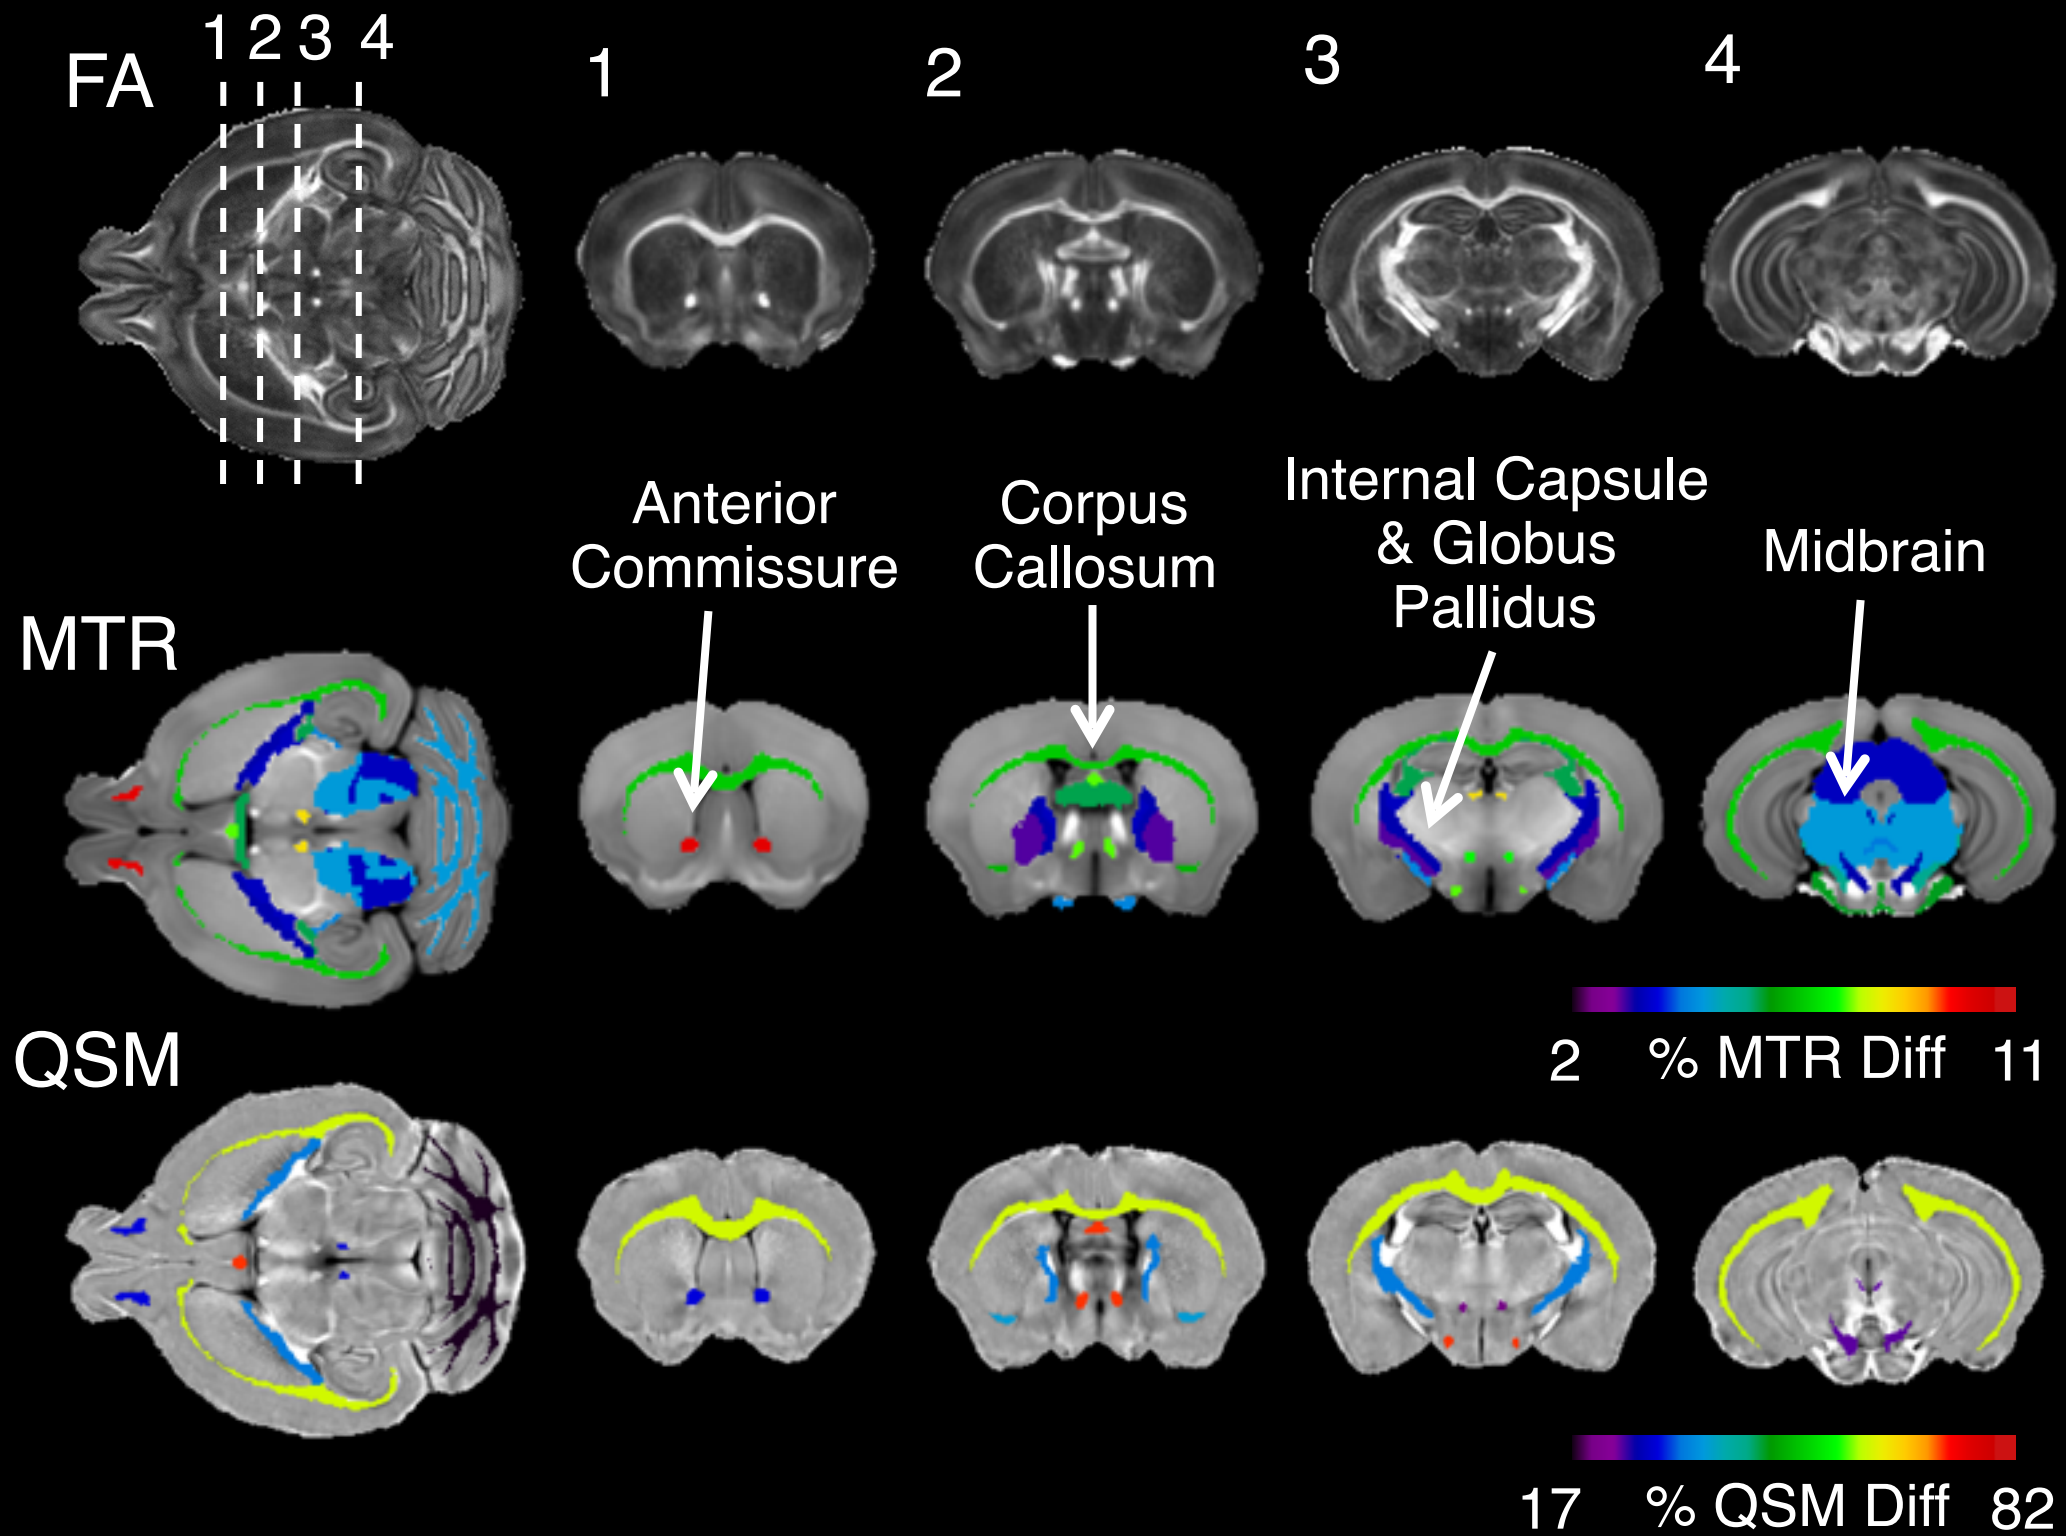 1 2 3 4
FA
1
2
3
4
Anterior
Commissure
Corpus
Callosum
Internal Capsule
& Globus
Pallidus
Midbrain
MTR
2 % MTR Diff 11
QSM
17 % QSM Diff 82